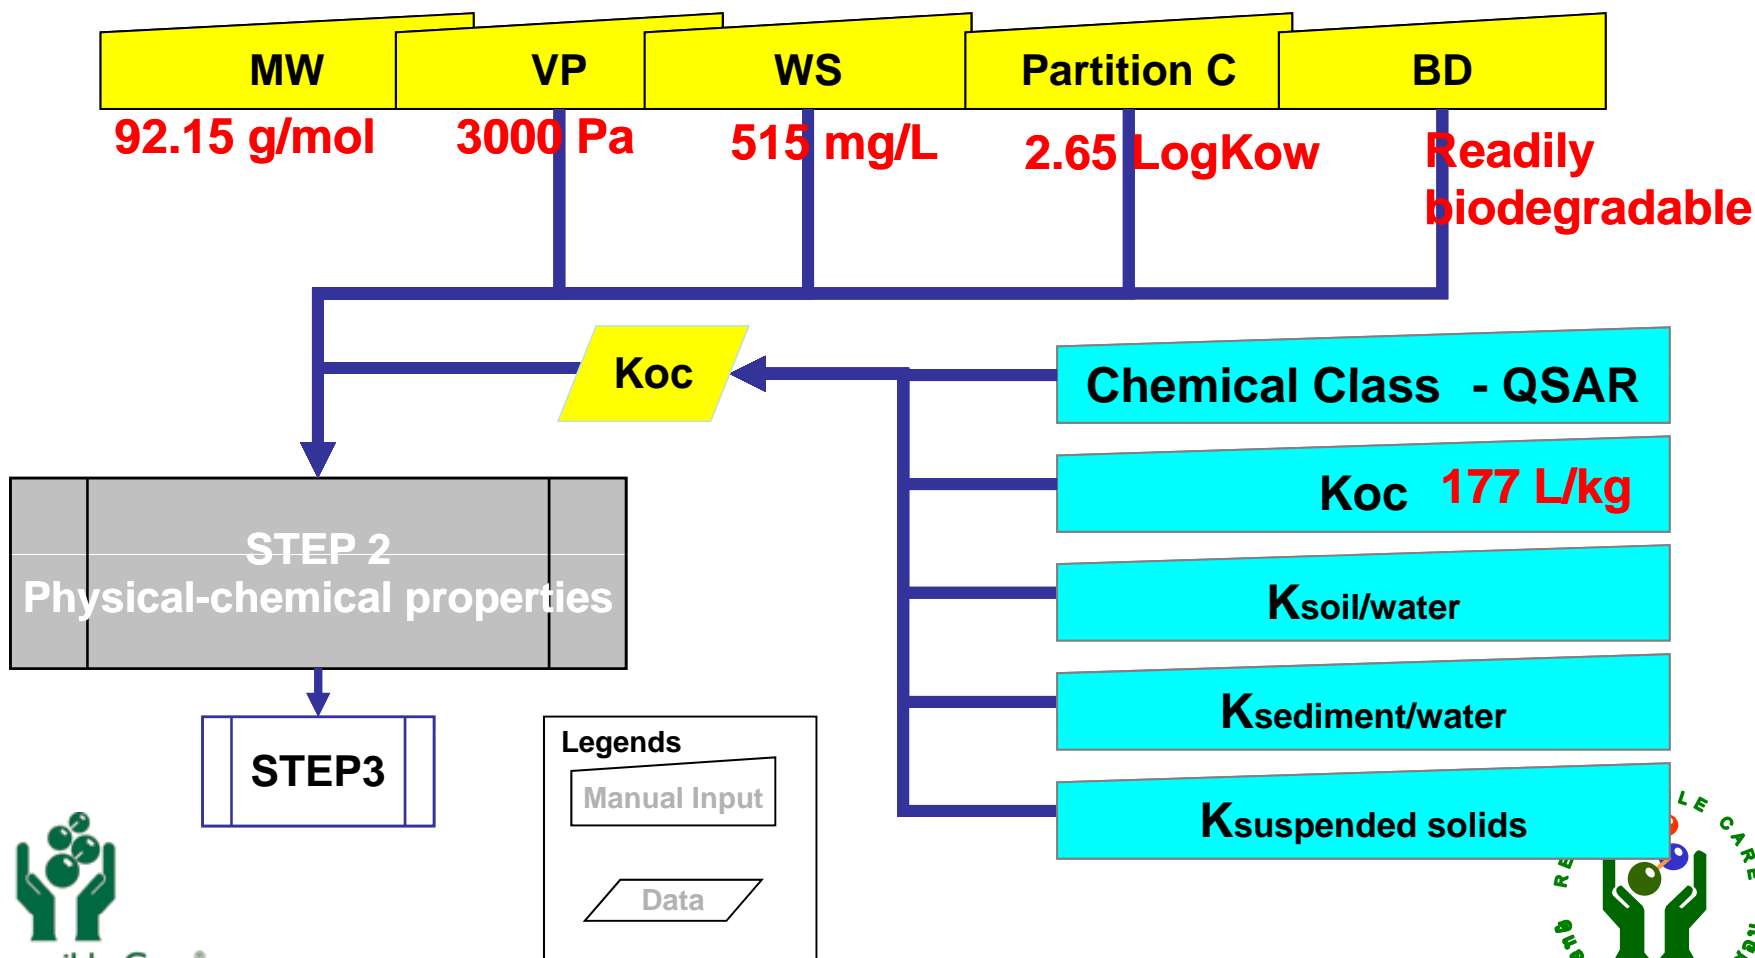 MW VP WS Partition C BD
92.15 g/mol 3000 Pa 515 mg/L 2.65 LogKow Readily
biodegradable
Koc
Chemical Class - QSAR
Koc 177 L/kg
Ksoil/water
Ksediment/water
Ksuspended solids
STEP 2
Physical-chemical properties
STEP3
Legends
Manual Input
Data
CARE